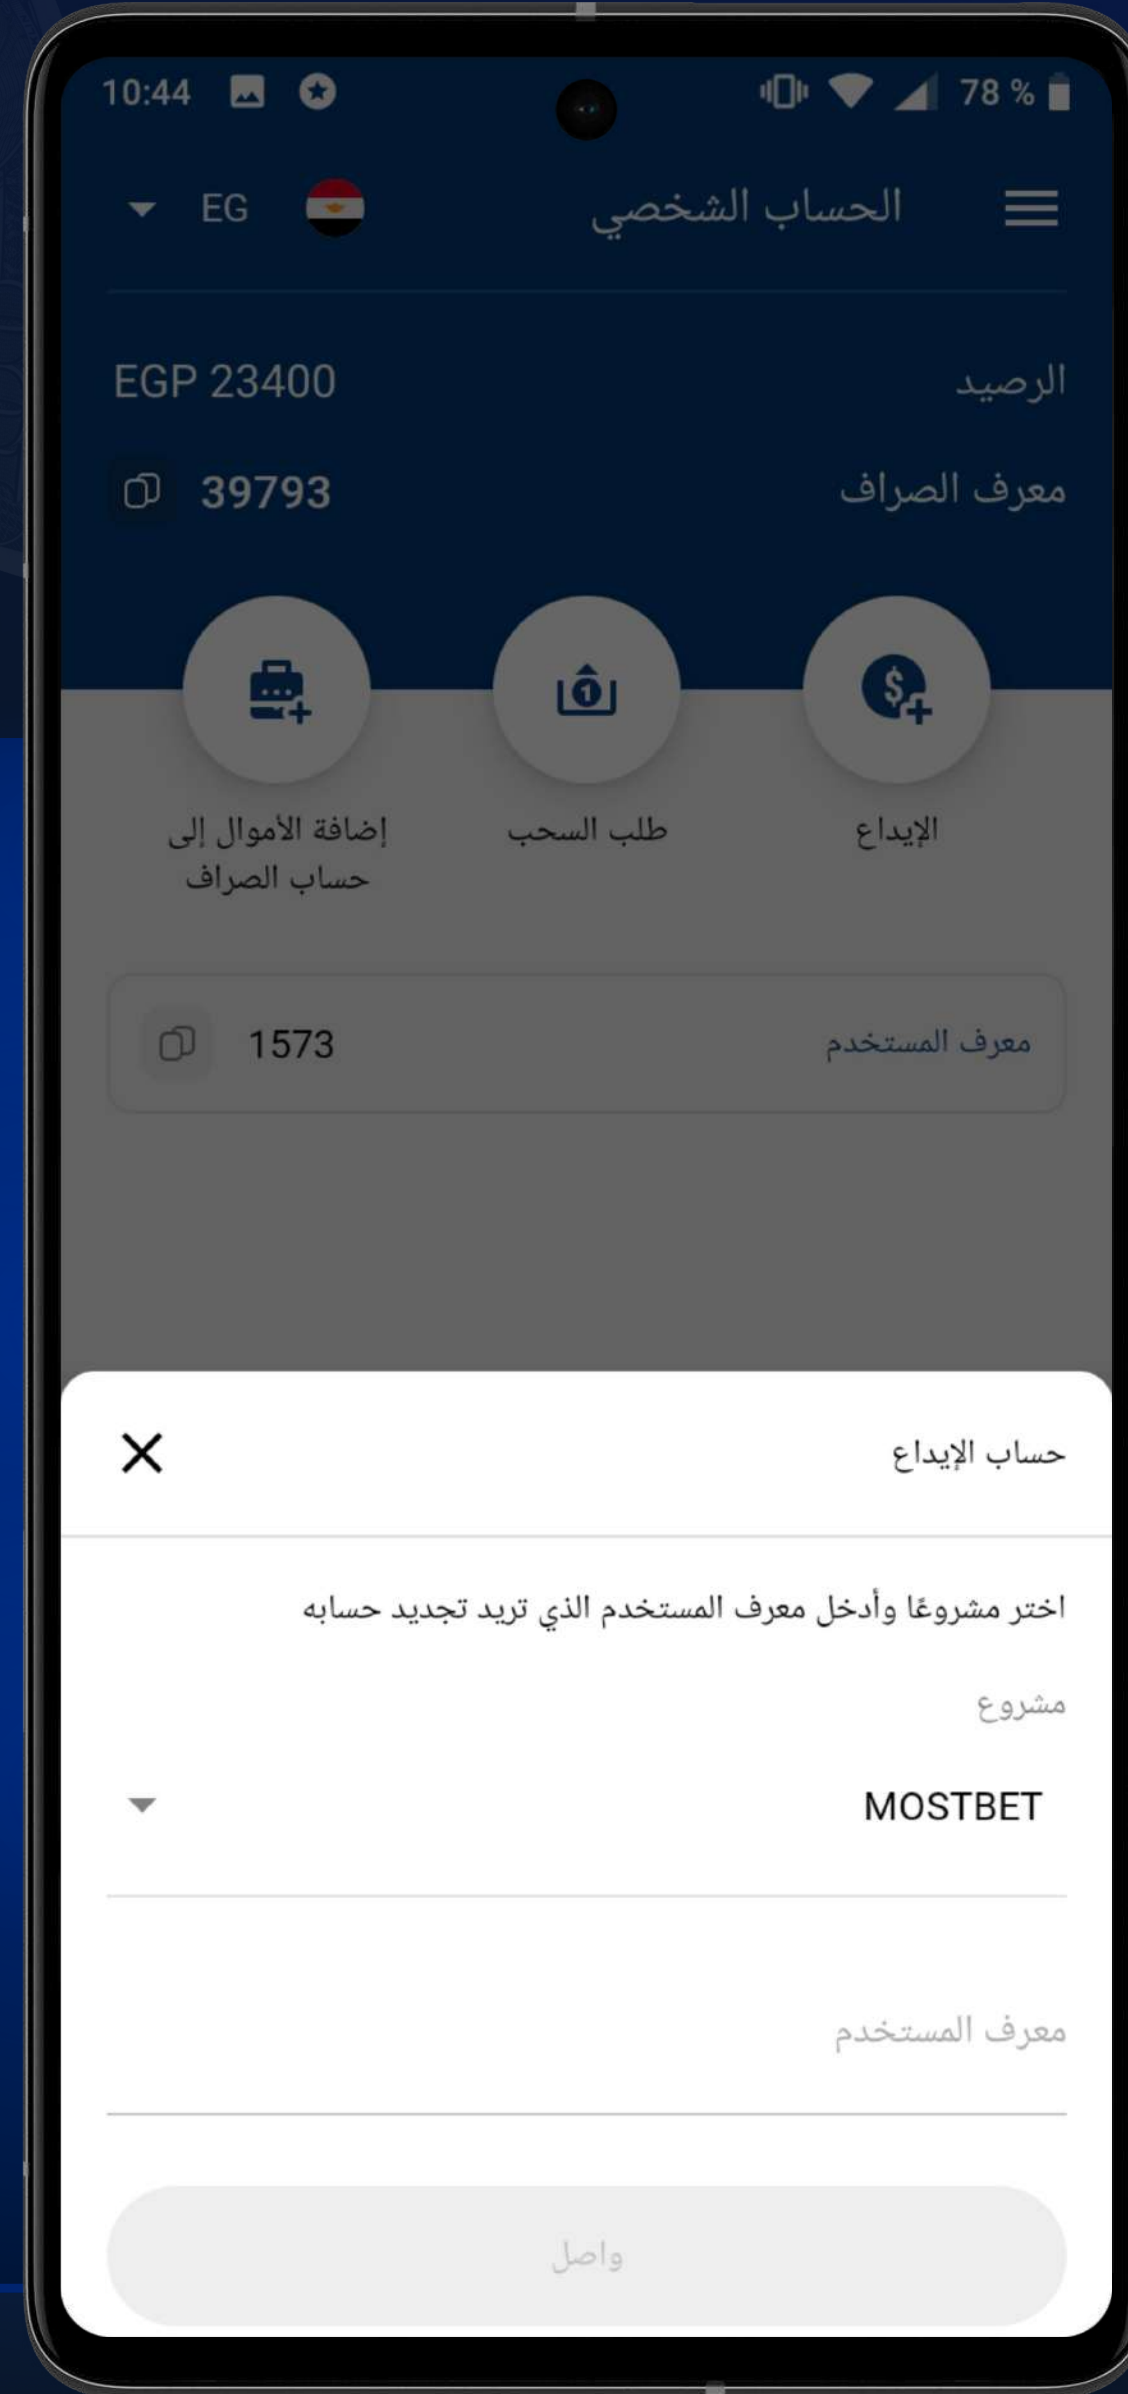 10:44
78 %
الحساب الشخصي
EG
الرصيد
EGP 23400
معرف الصراف
39793
الإيداع
طلب السحب
إضافة الأموال إلى
حساب الصراف
معرف المستخدم
1573
حساب الإيداع
اختر مشروعًا وأدخل معرف المستخدم الذي تريد تجديد حسابه
مشروع
MOSTBET
معرف المستخدم
واصل